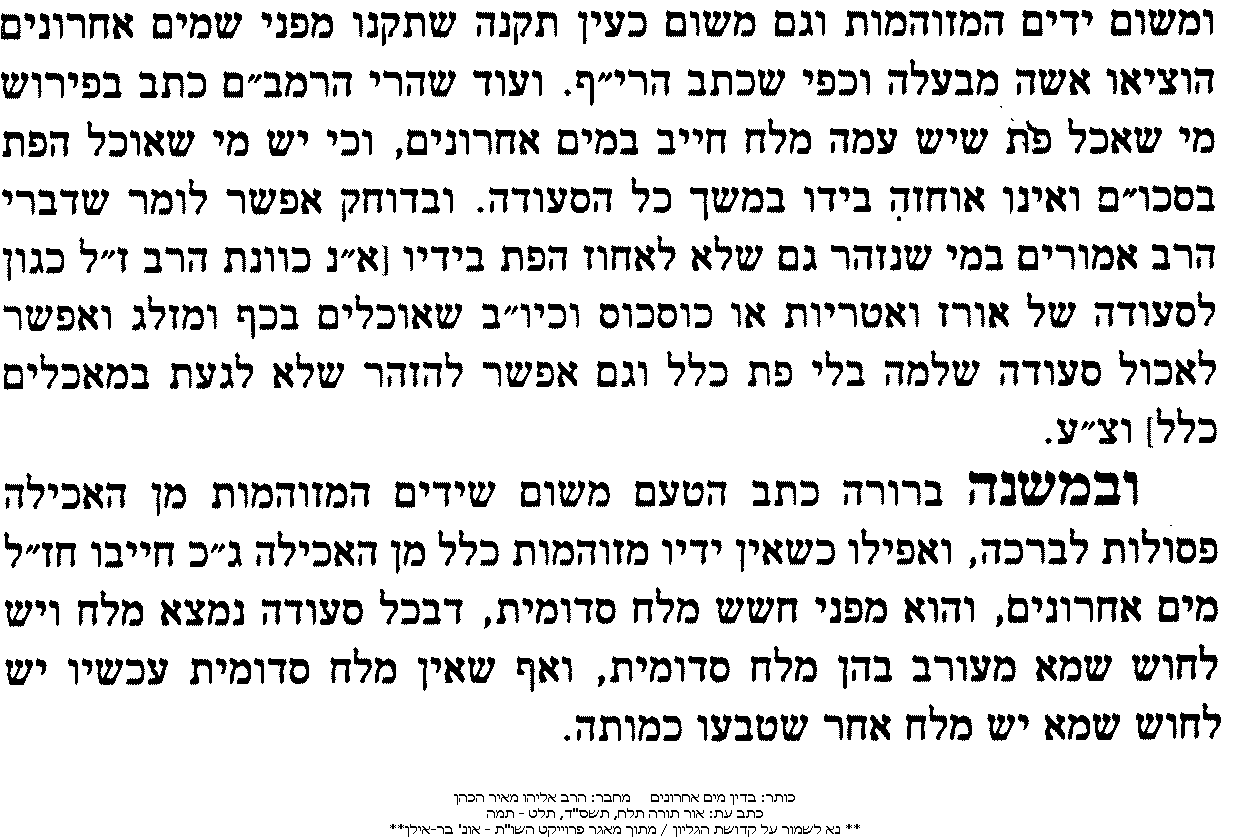 ומשום ידים המזוהמות וגם משום כעין תקנה שתקנו מפני שמים אחרונים
הוציאו אשה מבעלה וכפי שכתב הרי״ף. ועוד שהרי הרמב״ם כתב בפירוש
מי שאכל פת שיש עמה מלח חייב במים אחרונים, וכי יש מי שאוכל הפת
בסכו״ם ואינו אוחזה בידו במשך כל הסעודה. ובדוחק אפשר לומר שדברי
הרב אמורים במי שנזהר גם שלא לאחוז הפת בידיו [א״נ כוונת הרב ז״ל כגון
לסעודה של אורז ואטריות או כוסכוס וכיו״ב שאוכלים בכף ומזלג ואפשר
לאכול סעודה שלמה בלי פת כלל וגם אפשר להזהר שלא לגעת במאכלים
כלל] וצ״ע.
ובמשנה ברורה כתב הטעם משום שידים המזוהמות מן האכילה
פסולות לברכה, ואפילו כשאין ידיו מזוהמות כלל מן האכילה ג״כ חייבו חז״ל
מים אחרונים, והוא מפני חשש מלח סדומית, דבכל סעודה נמצא מלח ויש
לחוש שמא מעורב בהן מלח סדומית, ואף שאין מלח סדומית עכשיו יש
לחוש שמא יש מלח אחר שטבעו כמותה.
כותר: בדין מים אחרונים מחבר: הרב אליהו מאיר הכהן
כתב עת: אור תורה תלח, תשס"ד, תלט - תמה
** נא לשמור על קדושת הגליון / מתוך מאגר פרוייקט השו"ת - אונ' בר-אילן**